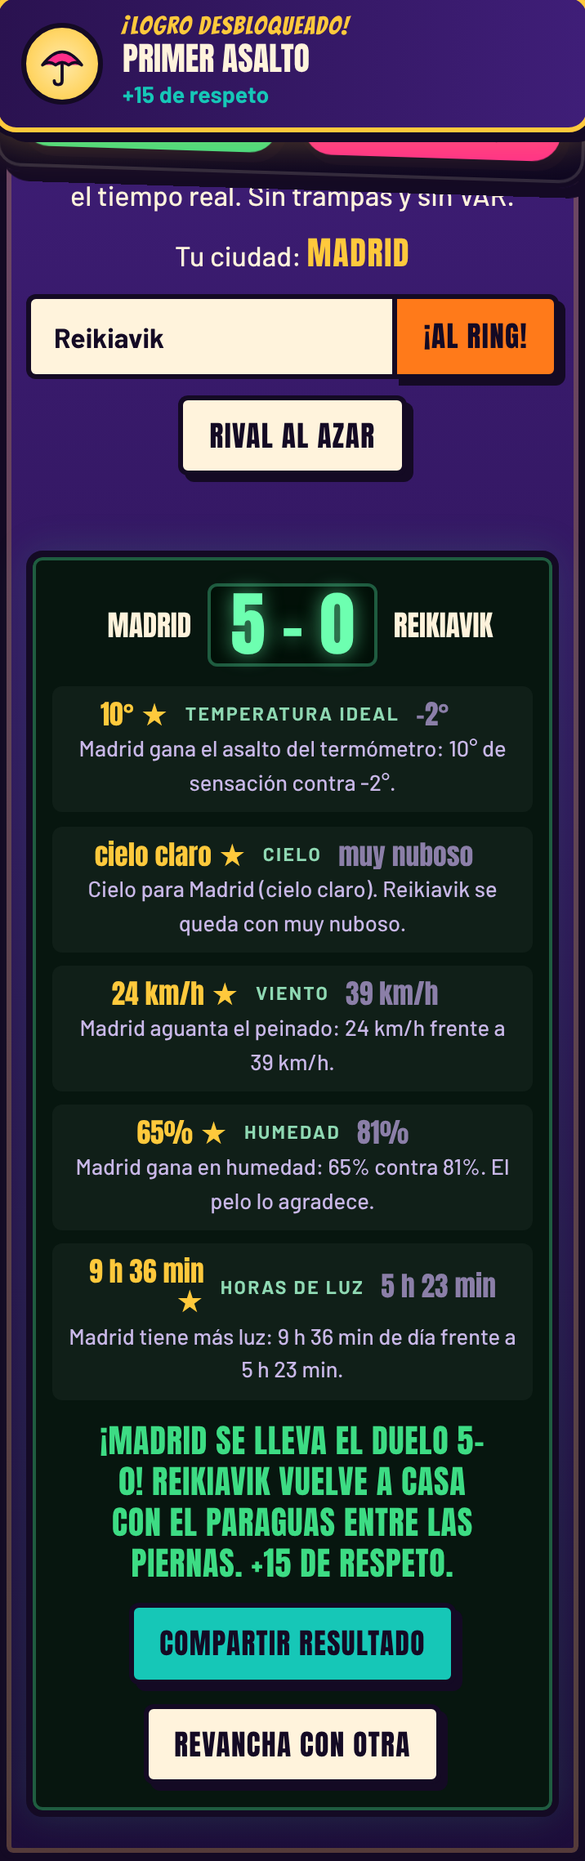 ¡LOGRO DESBLOQUEADO!
PRIMER ASALTO
+15 de respeto
el tiempo real. Sin trampas y sin VAR.
Tu ciudad: MADRID
Reikiavik
¡AL RING!
RIVAL AL AZAR
MADRID 5 - 0 REIKIAVIK
10° ★ TEMPERATURA IDEAL -2°
Madrid gana el asalto del termómetro: 10° de
sensación contra -2°.
cielo claro ★ CIELO muy nuboso
Cielo para Madrid (cielo claro). Reikiavik se
queda con muy nuboso.
24 km/h ★ VIENTO 39 km/h
Madrid aguanta el peinado: 24 km/h frente a
39 km/h.
65% ★ HUMEDAD 81%
Madrid gana en humedad: 65% contra 81%. El
pelo lo agradece.
9 h 36 min ★ HORAS DE LUZ 5 h 23 min
Madrid tiene más luz: 9 h 36 min de día frente a
5 h 23 min.
¡MADRID SE LLEVA EL DUELO 5-
0! REIKIAVIK VUELVE A CASA
CON EL PARAGUAS ENTRE LAS
PIERNAS. +15 DE RESPETO.
COMPARTIR RESULTADO
REVANCHA CON OTRA